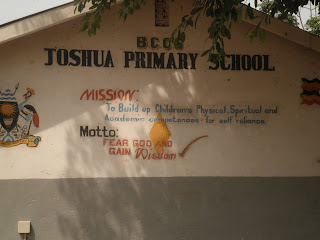 BCOS
JOSHUA PRIMARY SCHOOL
MISSION:
To Build up Children's Physical, Spiritual and
Academic competences for self reliance.
Motto:
FEAR GOD AND
GAIN Wisdom